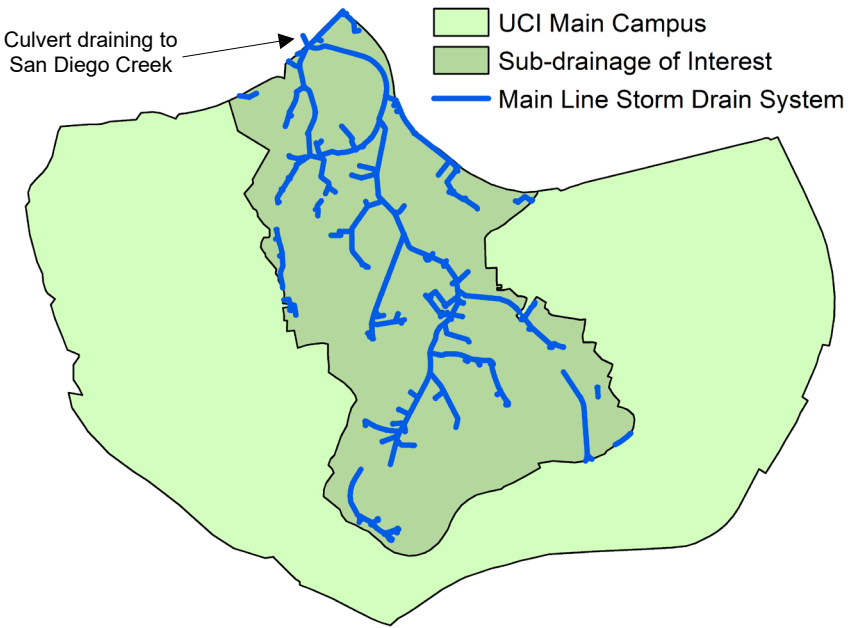 Culvert draining to
San Diego Creek
UCI Main Campus
Sub-drainage of Interest
Main Line Storm Drain System